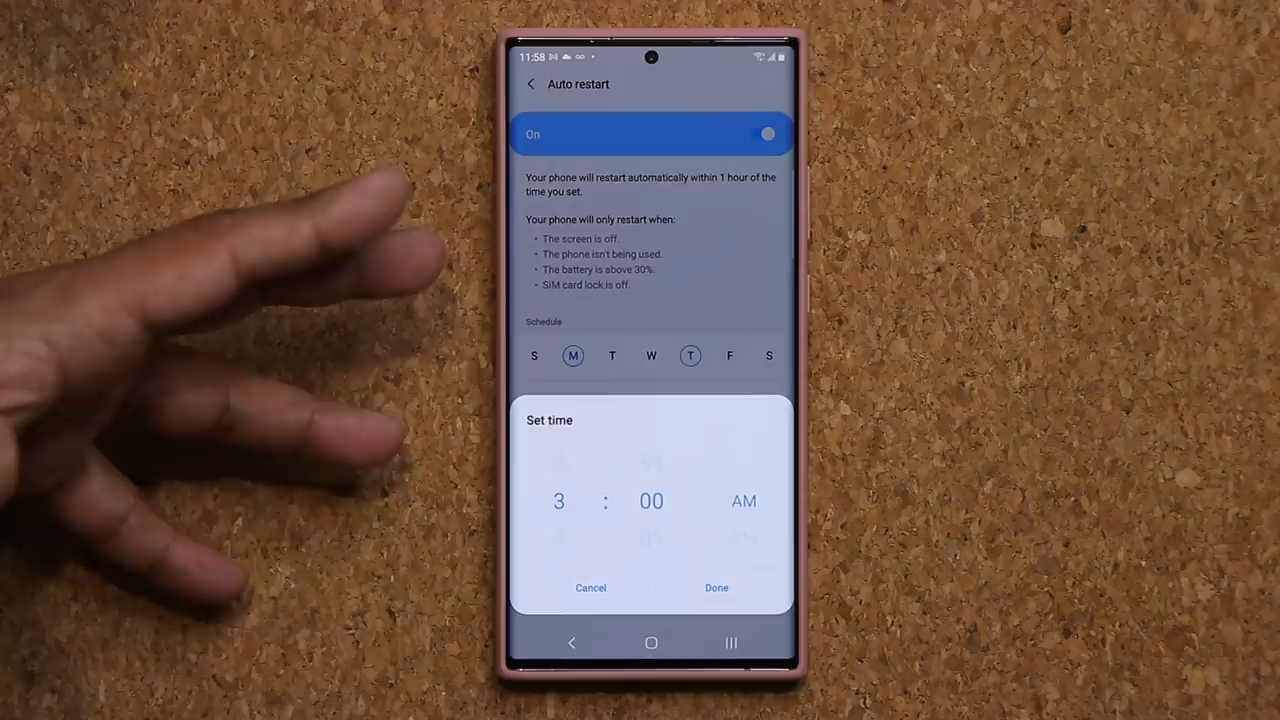 11:58
Auto restart
On
Your phone will restart automatically within 1 hour of the
time you set.
Your phone will only restart when:
• The screen is off.
• The phone isn't being used.
• The battery is above 30%.
• SIM card lock is off.
Schedule
S M T W T F S
Set time
3 : 00 AM
Cancel Done